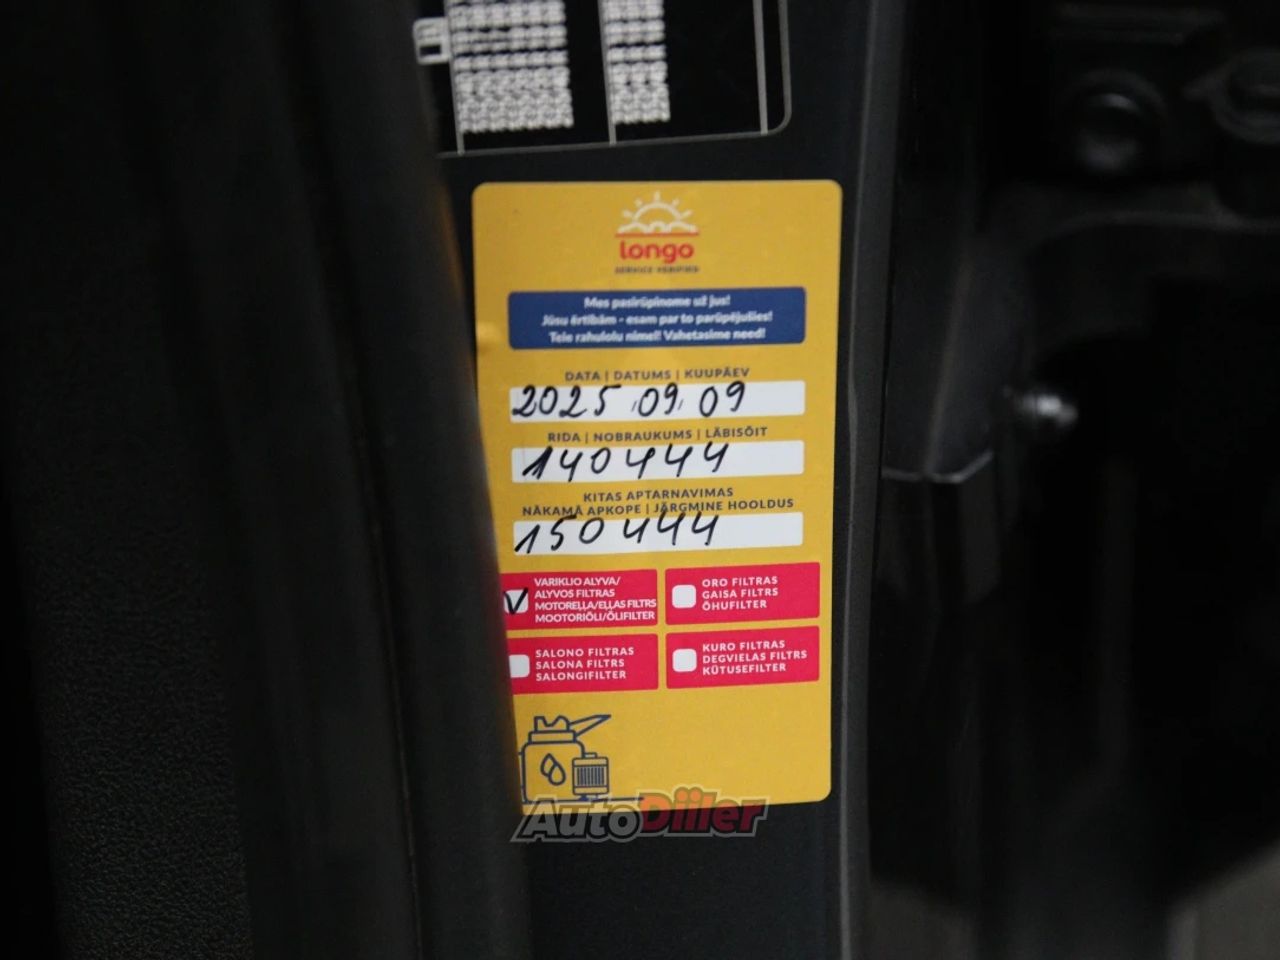 longo
SERVICE VERIFIED
Mes pasirūpinome už jus!
Jūsu ērtībām - esam par to parūpējušies!
Teie rahulolu nimel! Vahetasime need!
DATA | DATUMS | KUUPÄEV
2025.09.09
RIDA | NOBRAUKUMS | LÄBISÕIT
140444
KITAS APTARNAVIMAS
NĀKAMĀ APKOPE | JÄRGMINE HOOLDUS
150444
VARIKLIO ALYVA/
ALYVOS FILTRAS
MOTOREĻĻA/EĻĻAS FILTRS
MOOTORIÕLI/ÕLIFILTER
ORO FILTRAS
GAISA FILTRS
ÕHUFILTER
SALONO FILTRAS
SALONA FILTRS
SALONGIFILTER
KURO FILTRAS
DEGVIELAS FILTRS
KÜTUSEFILTER
AutoDiiler